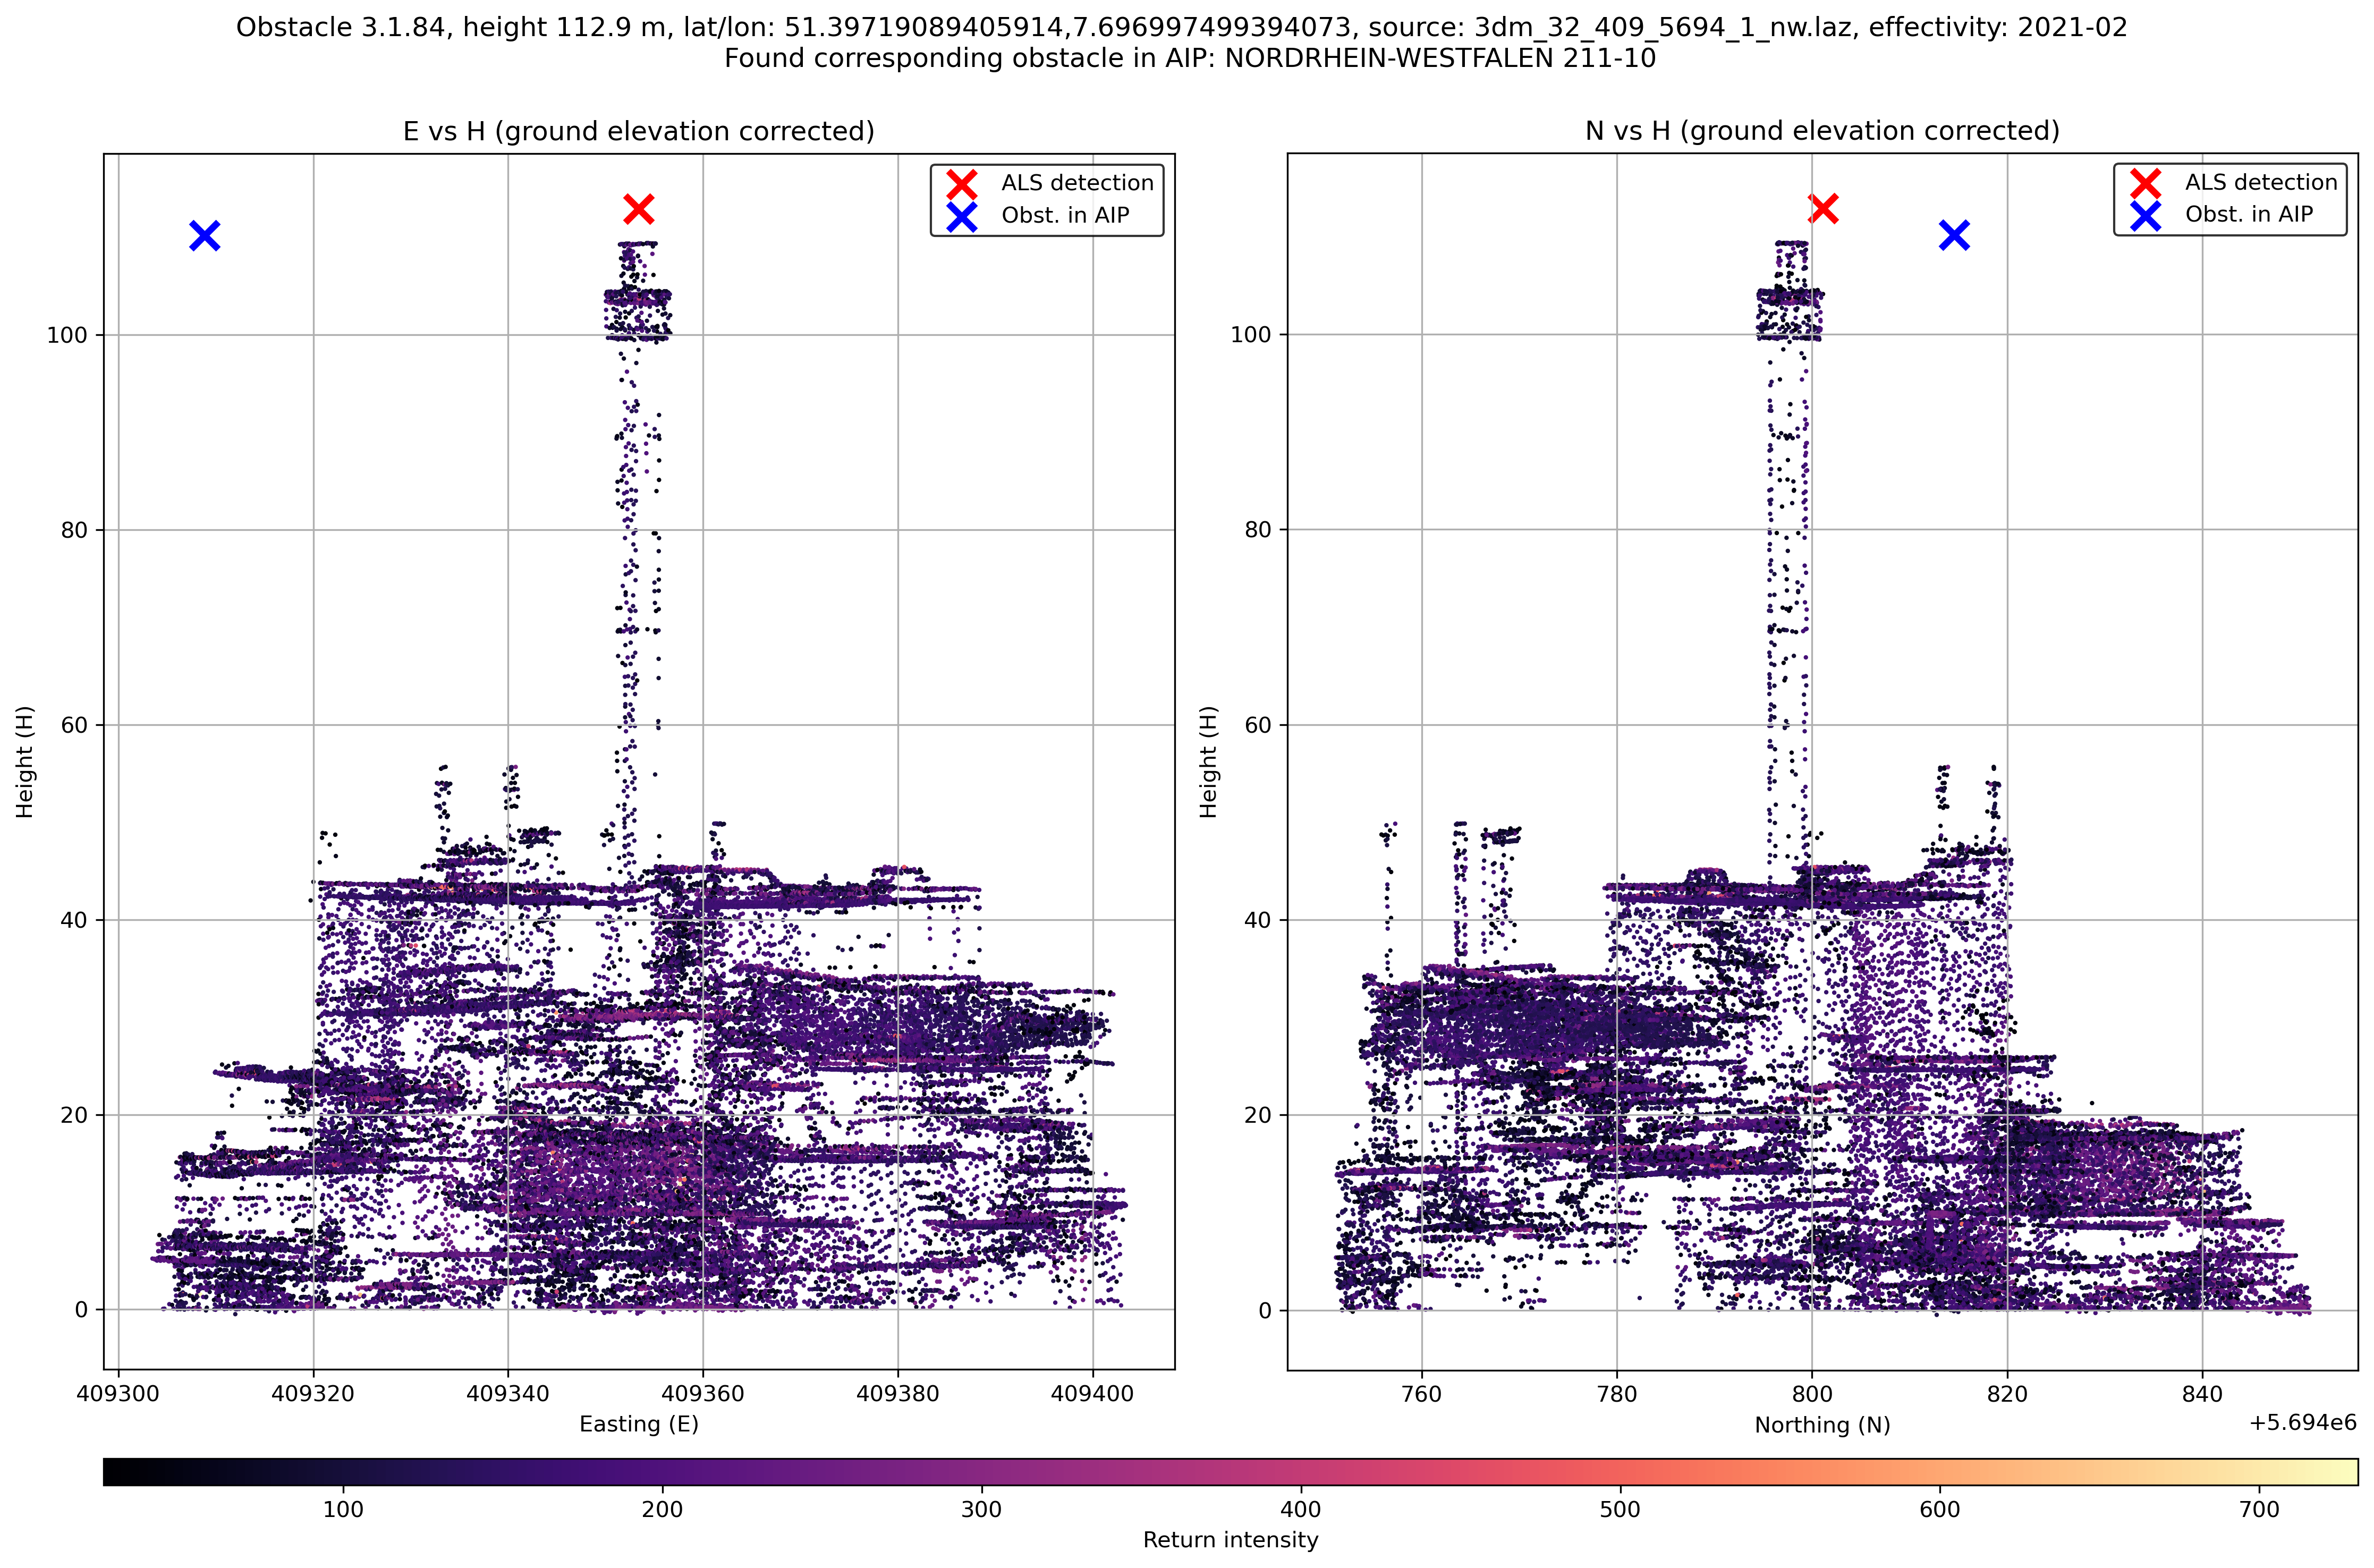 Obstacle 3.1.84, height 112.9 m, lat/lon: 51.39719089405914,7.696997499394073, source: 3dm_32_409_5694_1_nw.laz, effectivity: 2021-02
Found corresponding obstacle in AIP: NORDRHEIN-WESTFALEN 211-10
E vs H (ground elevation corrected)
ALS detection
Obst. in AIP
100
80
60
40
20
0
Height (H)
409300 409320 409340 409360 409380 409400
Easting (E)
N vs H (ground elevation corrected)
ALS detection
Obst. in AIP
100
80
60
40
20
0
Height (H)
760 780 800 820 840
Northing (N)
+5.694e6
100 200 300 400 500 600 700
Return intensity